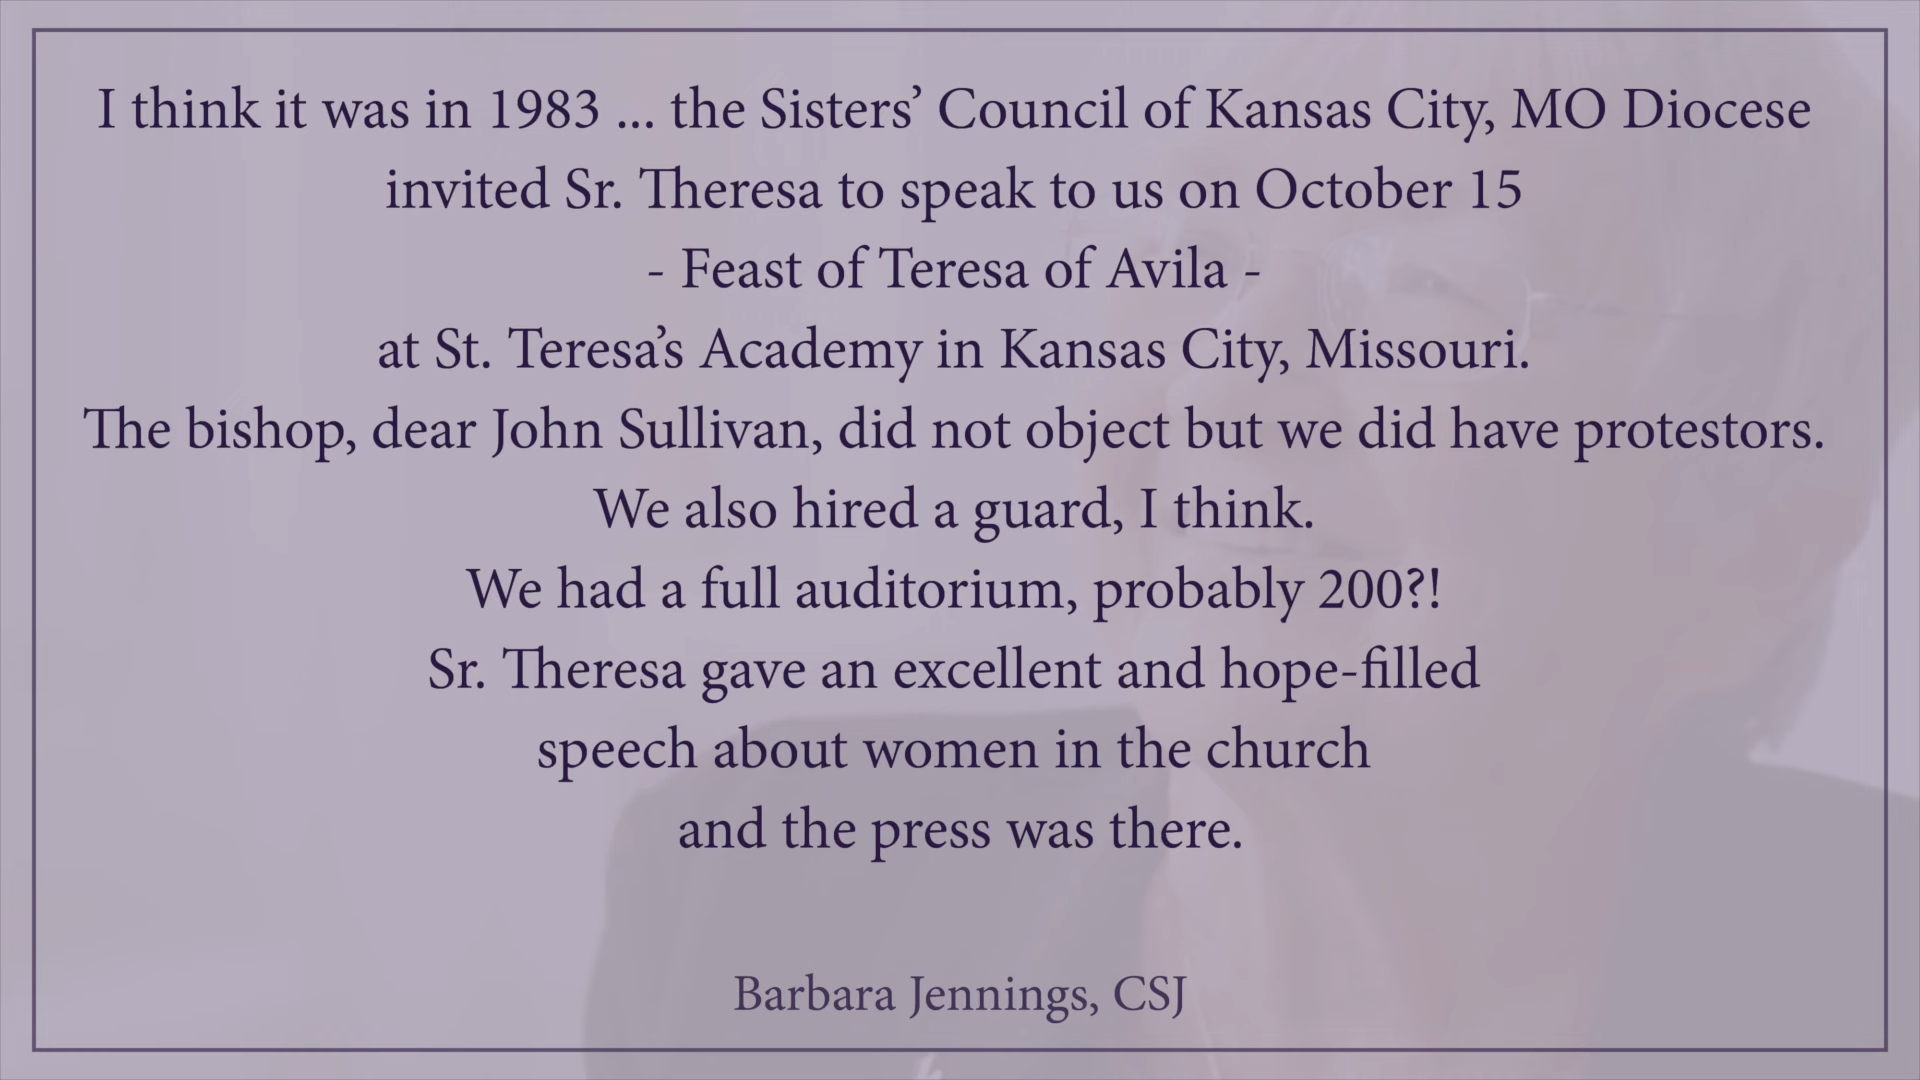 I think it was in 1983 ... the Sisters’ Council of Kansas City, MO Diocese
invited Sr. Theresa to speak to us on October 15
- Feast of Teresa of Avila -
at St. Teresa’s Academy in Kansas City, Missouri.
The bishop, dear John Sullivan, did not object but we did have protestors.
We also hired a guard, I think.
We had a full auditorium, probably 200?!
Sr. Theresa gave an excellent and hope-filled
speech about women in the church
and the press was there.
Barbara Jennings, CSJ